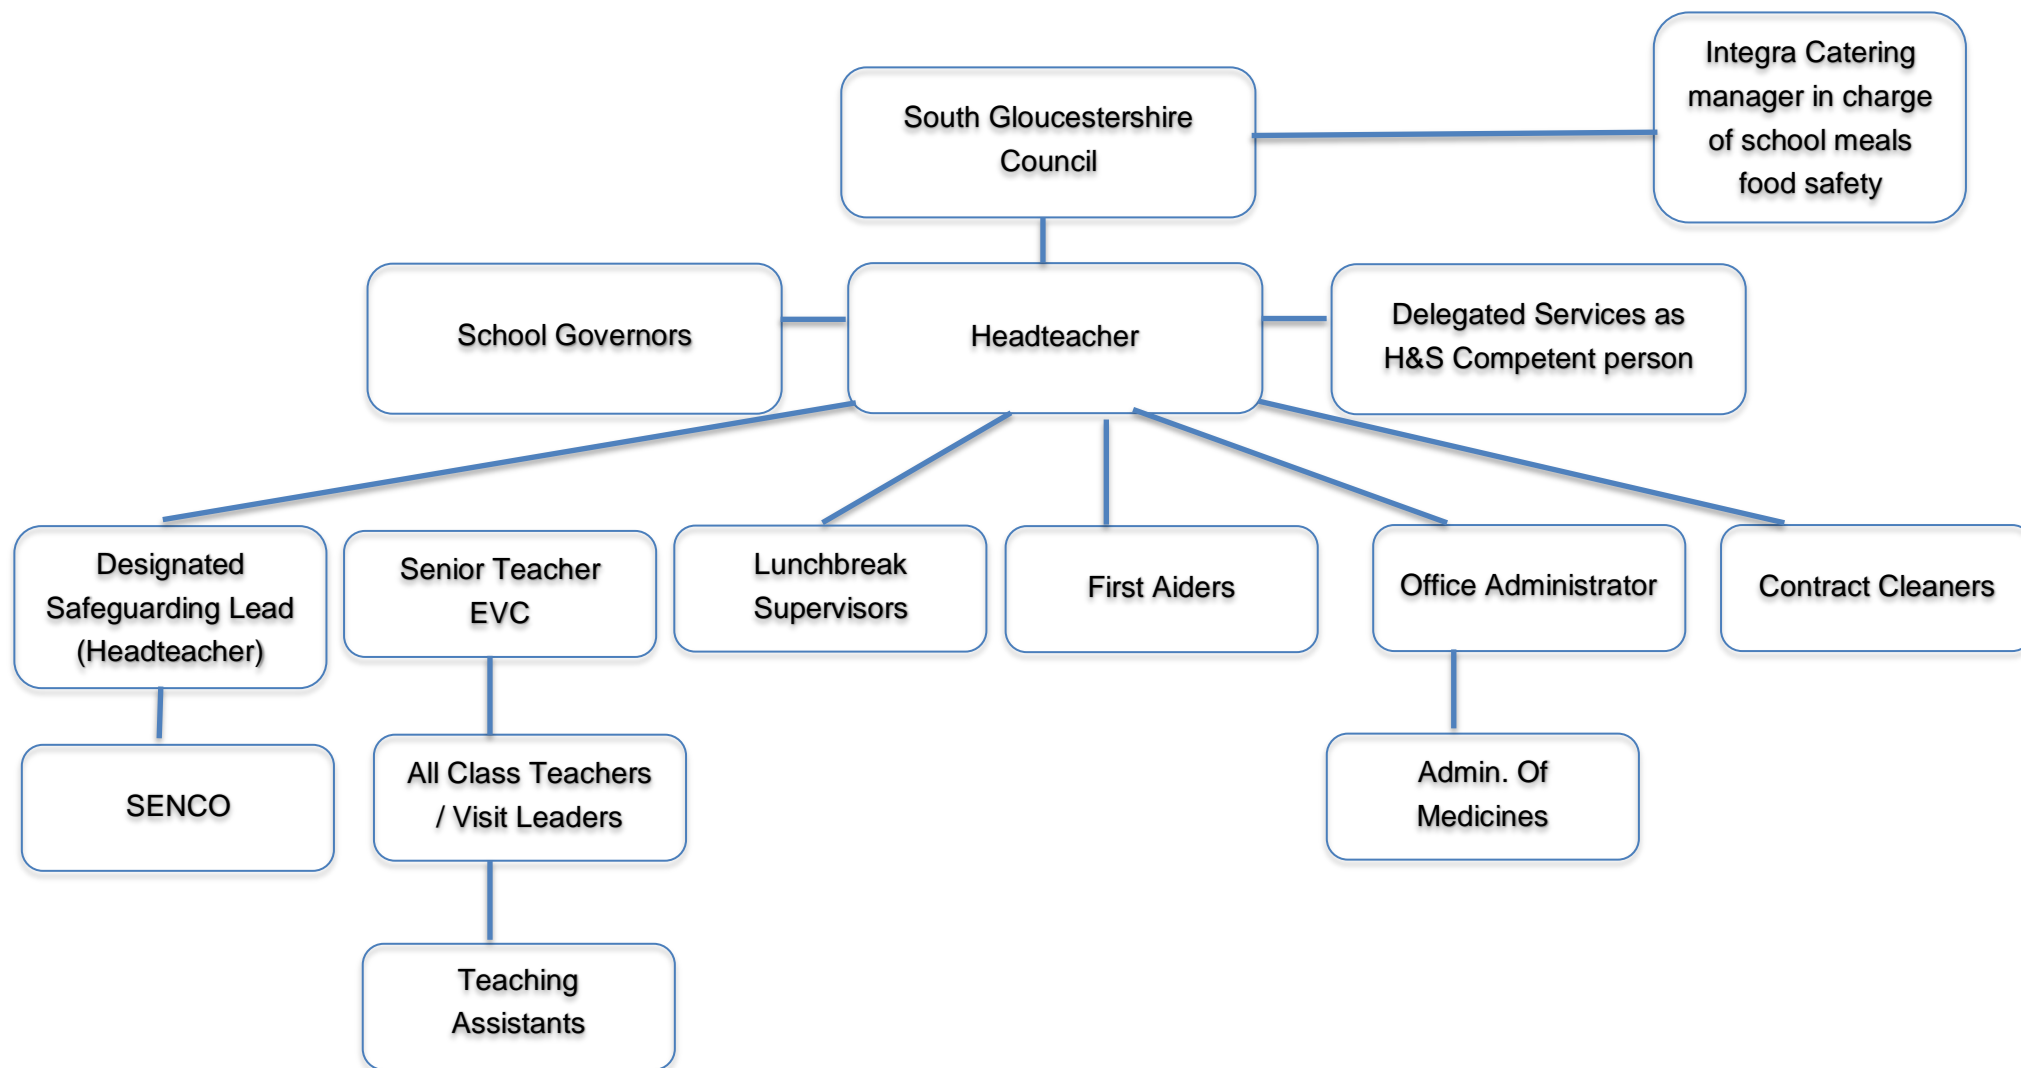 Integra Catering
manager in charge
of school meals
food safety
South Gloucestershire
Council
School Governors
Headteacher
Delegated Services as
H&S Competent person
Designated
Safeguarding Lead
(Headteacher)
Senior Teacher
EVC
Lunchbreak
Supervisors
First Aiders
Office Administrator
Contract Cleaners
SENCO
All Class Teachers
/ Visit Leaders
Admin. Of
Medicines
Teaching
Assistants